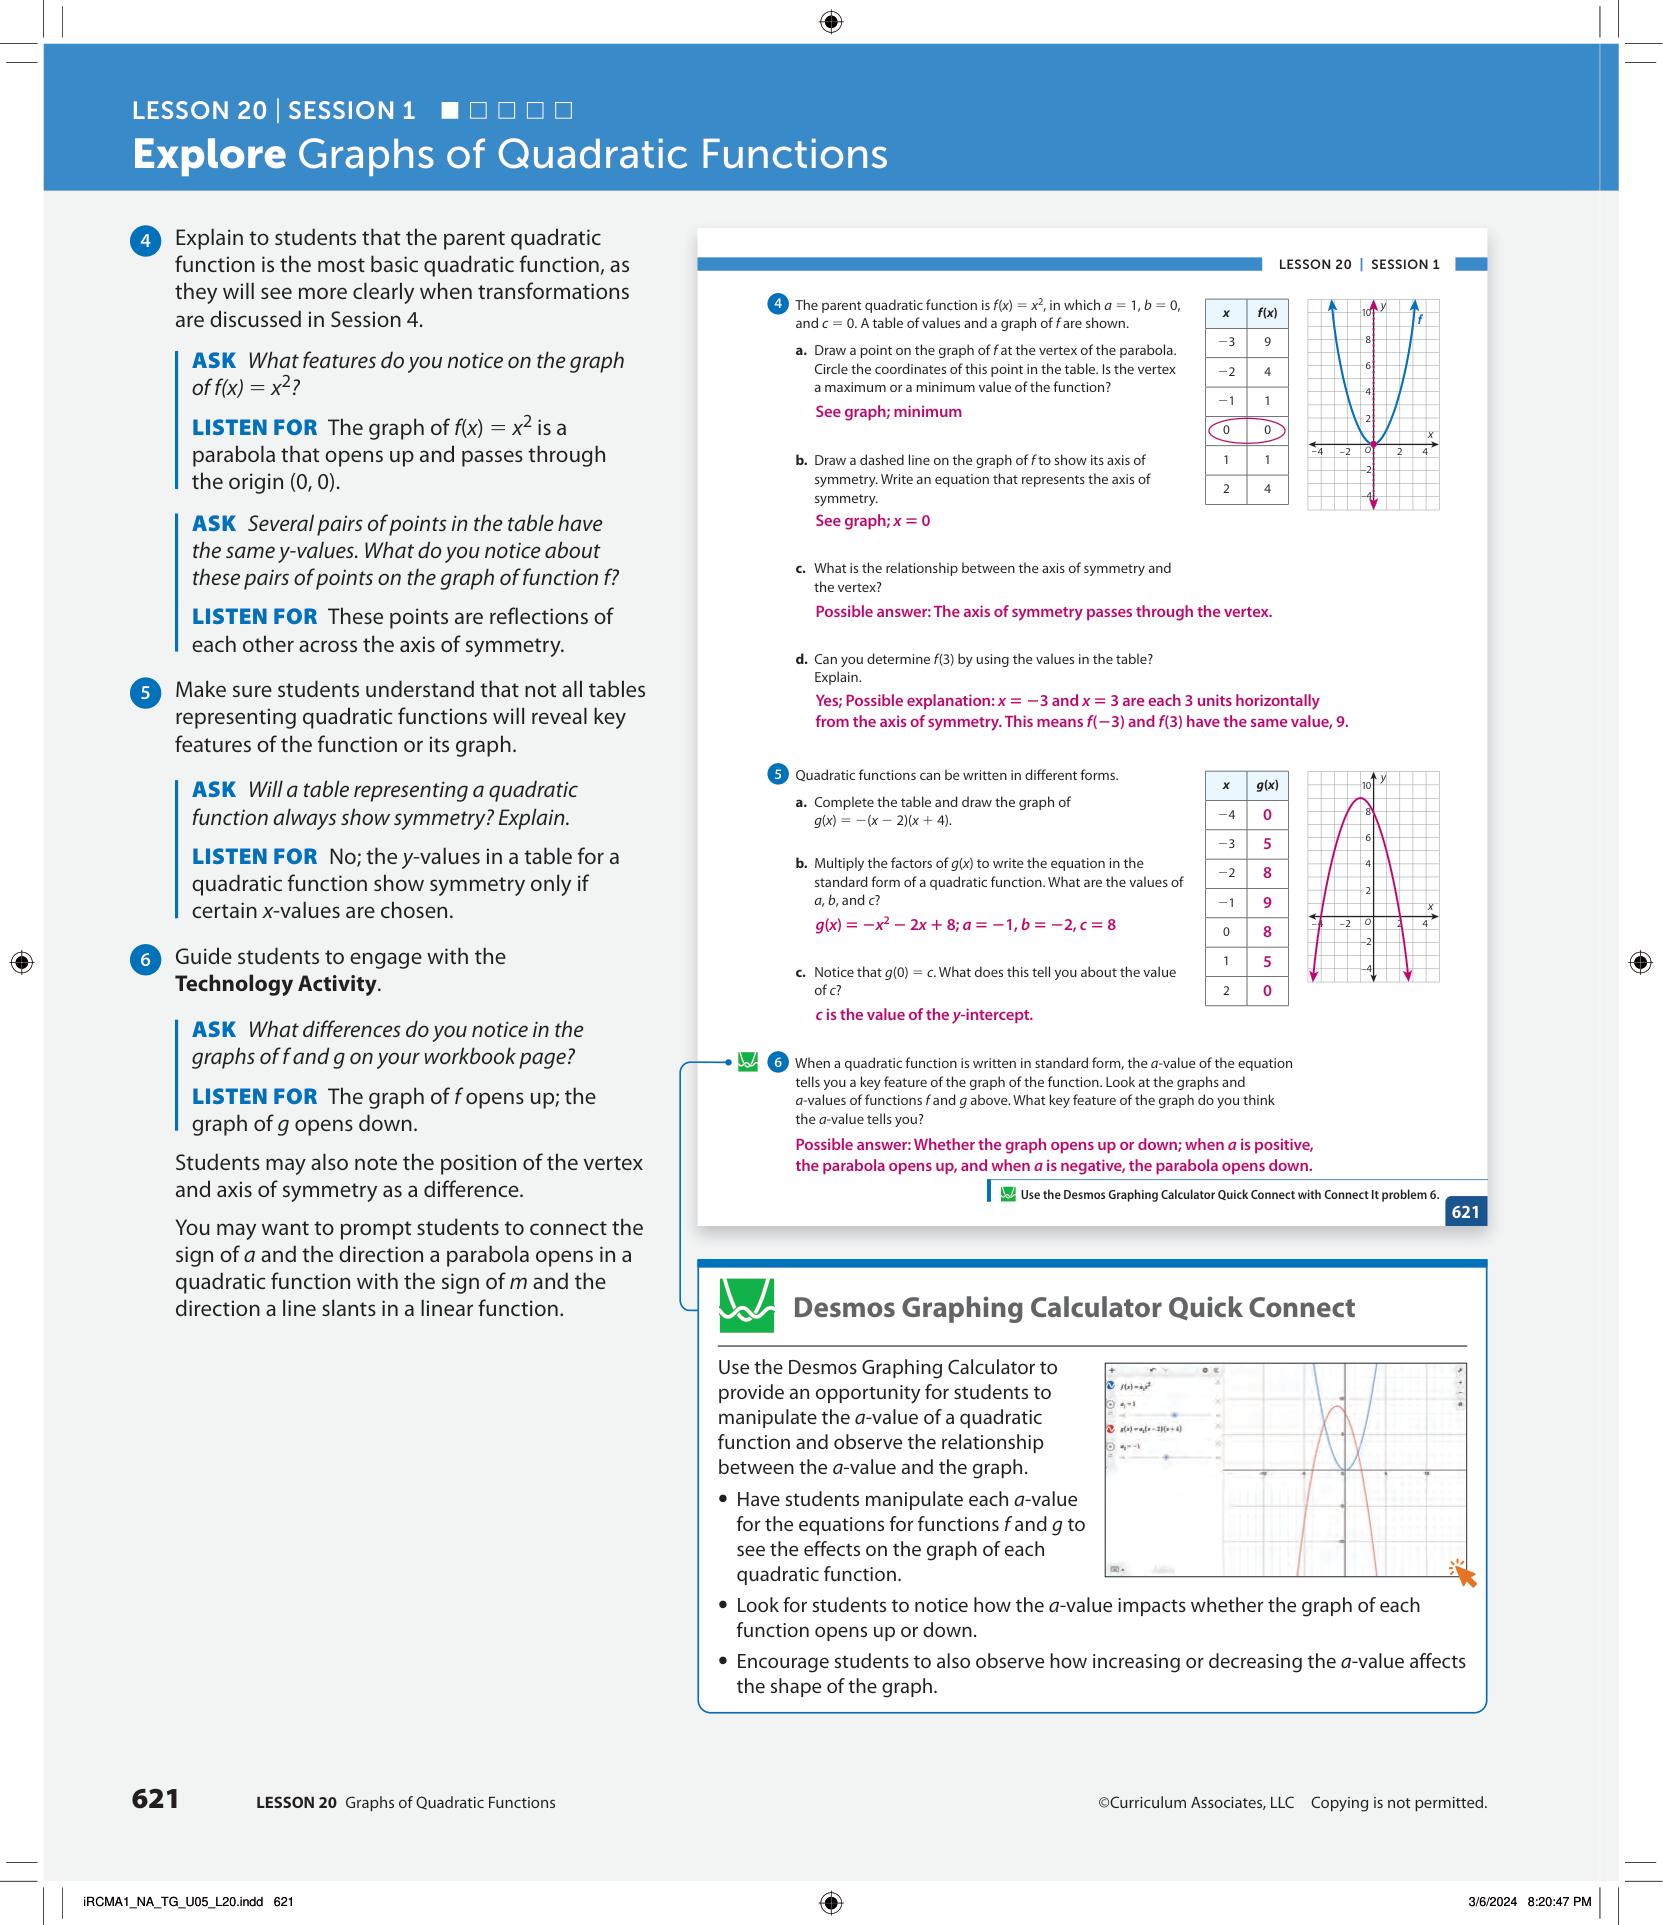 LESSON 20 | SESSION 1
Explore Graphs of Quadratic Functions
4 Explain to students that the parent quadratic
function is the most basic quadratic function, as
they will see more clearly when transformations
are discussed in Session 4.
ASK What features do you notice on the graph
of f(x) = x²?
LISTEN FOR The graph of f(x) = x² is a
parabola that opens up and passes through
the origin (0, 0).
ASK Several pairs of points in the table have
the same y-values. What do you notice about
these pairs of points on the graph of function f?
LISTEN FOR These points are reflections of
each other across the axis of symmetry.
5 Make sure students understand that not all tables
representing quadratic functions will reveal key
features of the function or its graph.
ASK Will a table representing a quadratic
function always show symmetry? Explain.
LISTEN FOR No; the y-values in a table for a
quadratic function show symmetry only if
certain x-values are chosen.
6 Guide students to engage with the
Technology Activity.
ASK What differences do you notice in the
graphs of f and g on your workbook page?
LISTEN FOR The graph of f opens up; the
graph of g opens down.
Students may also note the position of the vertex
and axis of symmetry as a difference.
You may want to prompt students to connect the
sign of a and the direction a parabola opens in a
quadratic function with the sign of m and the
direction a line slants in a linear function.
LESSON 20 | SESSION 1
4 The parent quadratic function is f(x) = x², in which a = 1, b = 0,
and c = 0. A table of values and a graph of f are shown.
a. Draw a point on the graph of f at the vertex of the parabola.
Circle the coordinates of this point in the table. Is the vertex
a maximum or a minimum value of the function?
See graph; minimum
b. Draw a dashed line on the graph of f to show its axis of
symmetry. Write an equation that represents the axis of
symmetry.
See graph; x = 0
c. What is the relationship between the axis of symmetry and
the vertex?
Possible answer: The axis of symmetry passes through the vertex.
d. Can you determine f(3) by using the values in the table?
Explain.
Yes; Possible explanation: x = −3 and x = 3 are each 3 units horizontally
from the axis of symmetry. This means f(−3) and f(3) have the same value, 9.
x f(x)
−3 9
−2 4
−1 1
0 0
1 1
2 4
y
f
10
8
6
4
2
x
−4 −2 O 2 4
−2
−4
5 Quadratic functions can be written in different forms.
a. Complete the table and draw the graph of
g(x) = −(x − 2)(x + 4).
b. Multiply the factors of g(x) to write the equation in the
standard form of a quadratic function. What are the values of
a, b, and c?
g(x) = −x² − 2x + 8; a = −1, b = −2, c = 8
c. Notice that g(0) = c. What does this tell you about the value
of c?
c is the value of the y-intercept.
x g(x)
−4 0
−3 5
−2 8
−1 9
0 8
1 5
2 0
y
10
8
6
4
2
x
−4 −2 O 2 4
−2
−4
6 When a quadratic function is written in standard form, the a-value of the equation
tells you a key feature of the graph of the function. Look at the graphs and
a-values of functions f and g above. What key feature of the graph do you think
the a-value tells you?
Possible answer: Whether the graph opens up or down; when a is positive,
the parabola opens up, and when a is negative, the parabola opens down.
Use the Desmos Graphing Calculator Quick Connect with Connect It problem 6.
621
Desmos Graphing Calculator Quick Connect
Use the Desmos Graphing Calculator to
provide an opportunity for students to
manipulate the a-value of a quadratic
function and observe the relationship
between the a-value and the graph.
• Have students manipulate each a-value
for the equations for functions f and g to
see the effects on the graph of each
quadratic function.
• Look for students to notice how the a-value impacts whether the graph of each
function opens up or down.
• Encourage students to also observe how increasing or decreasing the a-value affects
the shape of the graph.
f(x) = a₁x²
a₁ = 1
g(x) = a₂(x − 2)(x + 4)
a₂ = −1
621 LESSON 20 Graphs of Quadratic Functions
©Curriculum Associates, LLC Copying is not permitted.
iRCMA1_NA_TG_U05_L20.indd 621
3/6/2024 8:20:47 PM